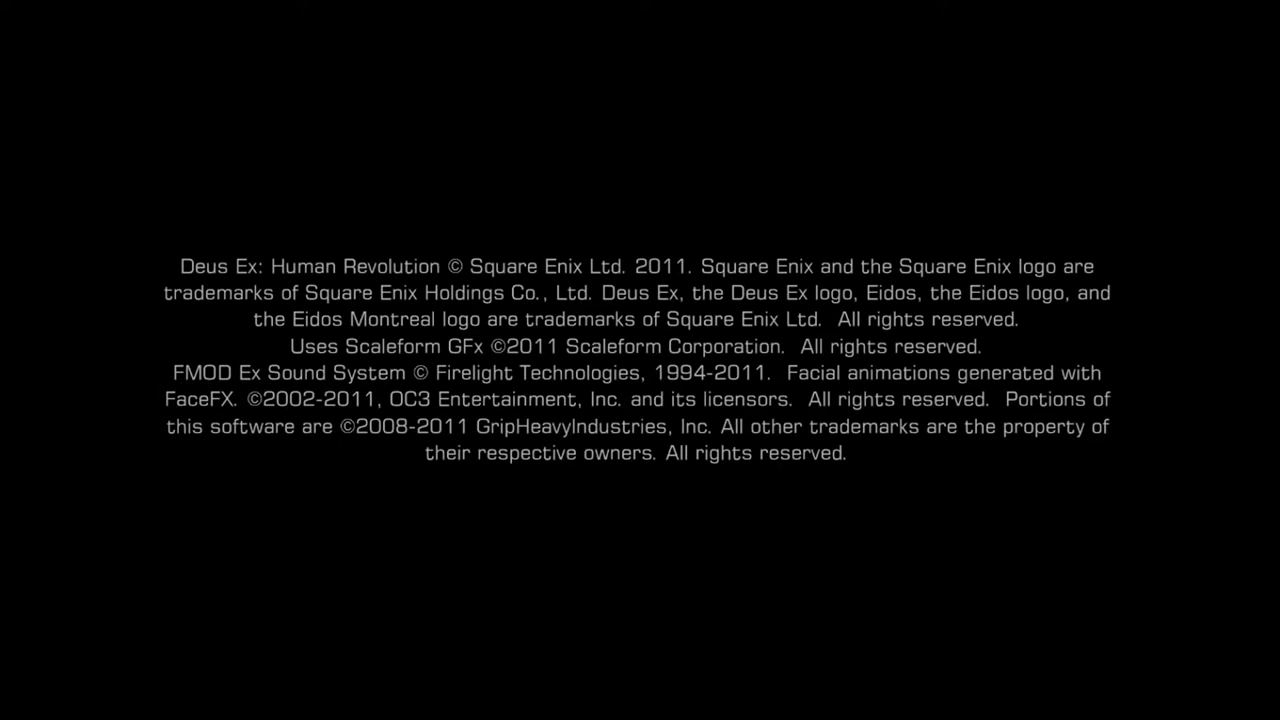 Deus Ex: Human Revolution © Square Enix Ltd. 2011. Square Enix and the Square Enix logo are
trademarks of Square Enix Holdings Co., Ltd. Deus Ex, the Deus Ex logo, Eidos, the Eidos logo, and
the Eidos Montreal logo are trademarks of Square Enix Ltd.  All rights reserved.
Uses Scaleform GFx ©2011 Scaleform Corporation.  All rights reserved.
FMOD Ex Sound System © Firelight Technologies, 1994-2011.  Facial animations generated with
FaceFX. ©2002-2011, OC3 Entertainment, Inc. and its licensors.  All rights reserved.  Portions of
this software are ©2008-2011 GripHeavyIndustries, Inc. All other trademarks are the property of
their respective owners. All rights reserved.